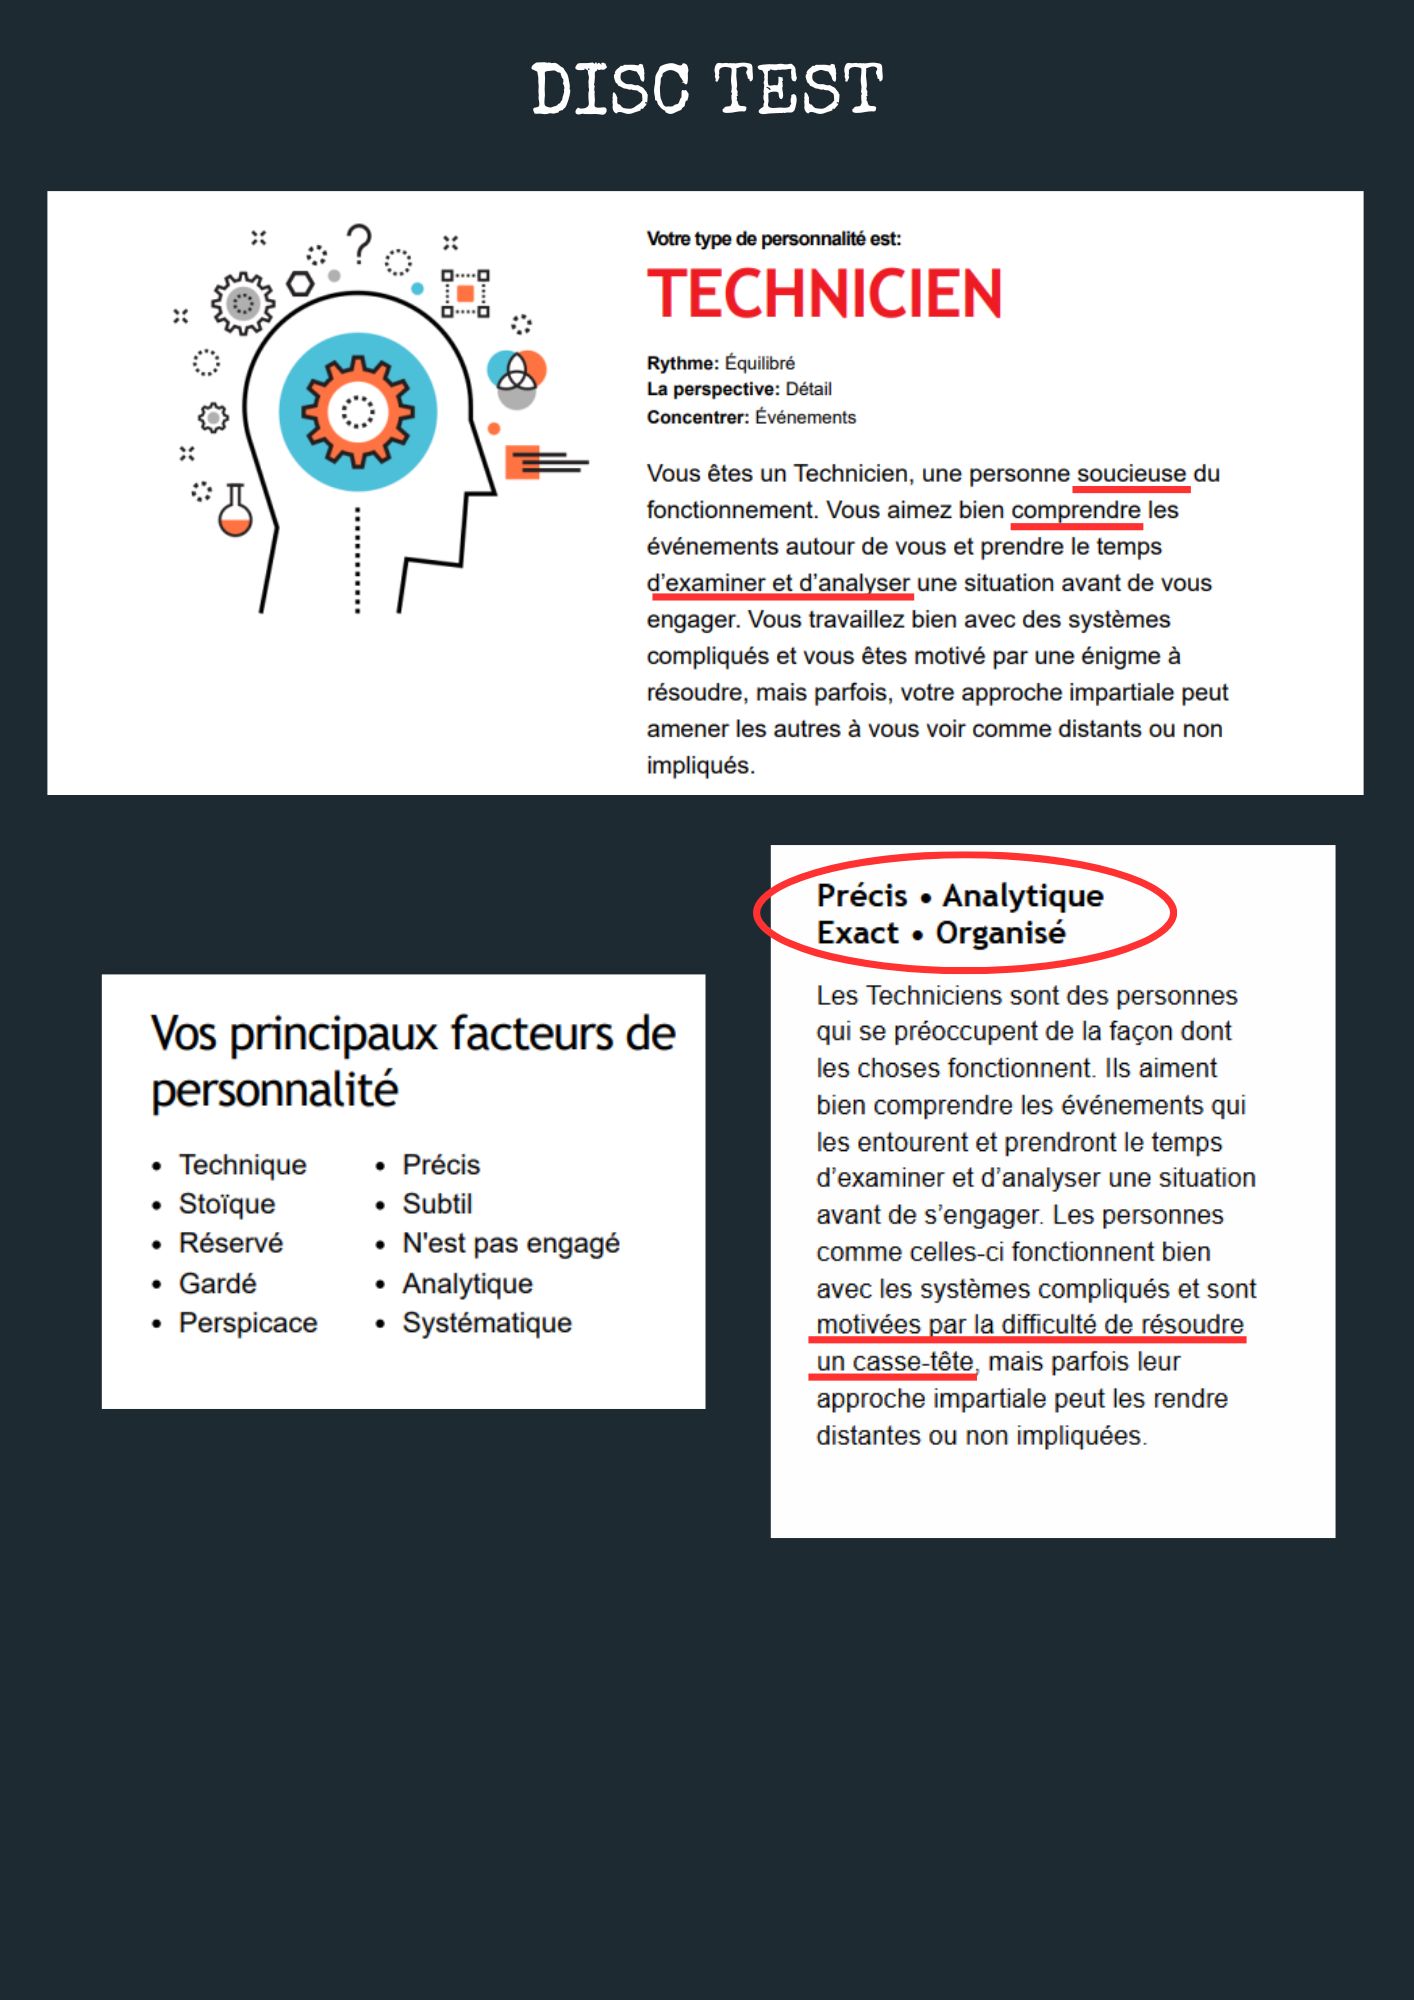 DISC TEST
Votre type de personnalité est:
TECHNICIEN
Rythme: Équilibré
La perspective: Détail
Concentrer: Événements
Vous êtes un Technicien, une personne soucieuse du
fonctionnement. Vous aimez bien comprendre les
événements autour de vous et prendre le temps
d’examiner et d’analyser une situation avant de vous
engager. Vous travaillez bien avec des systèmes
compliqués et vous êtes motivé par une énigme à
résoudre, mais parfois, votre approche impartiale peut
amener les autres à vous voir comme distants ou non
impliqués.
Vos principaux facteurs de
personnalité
• Technique
• Stoïque
• Réservé
• Gardé
• Perspicace
• Précis
• Subtil
• N'est pas engagé
• Analytique
• Systématique
Précis • Analytique
Exact • Organisé
Les Techniciens sont des personnes
qui se préoccupent de la façon dont
les choses fonctionnent. Ils aiment
bien comprendre les événements qui
les entourent et prendront le temps
d’examiner et d’analyser une situation
avant de s’engager. Les personnes
comme celles-ci fonctionnent bien
avec les systèmes compliqués et sont
motivées par la difficulté de résoudre
un casse-tête, mais parfois leur
approche impartiale peut les rendre
distantes ou non impliquées.